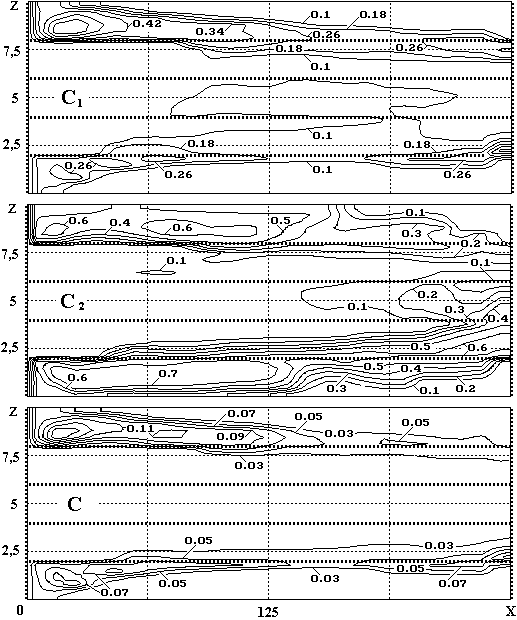 Z 0.42 0.34 0.1 0.18 0.26
7,5 0.18 0.26
0.1
5 C1
0.1
2,5 0.18 0.18
0.26 0.26 0.1 0.26
Z 0.6 0.4 0.6 0.5 0.1
0.3
7,5 0.1 0.2
0.1
5 C2 0.1 0.2
0.3 0.4
2,5 0.5 0.6
0.6 0.7 0.5 0.4
0.3 0.1 0.2
Z 0.11 0.07 0.05
0.09 0.03 0.05
7,5 0.03
5 C
2,5 0.05 0.03
0.07 0.05 0.03 0.05 0.07
0 125 X